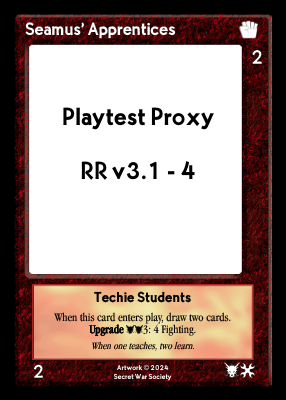 Seamus' Apprentices
2
Playtest Proxy
RR v3.1 - 4
Techie Students
When this card enters play, draw two cards.
Upgrade 3: 4 Fighting.
When one teaches, two learn.
2
Artwork © 2024
Secret War Society